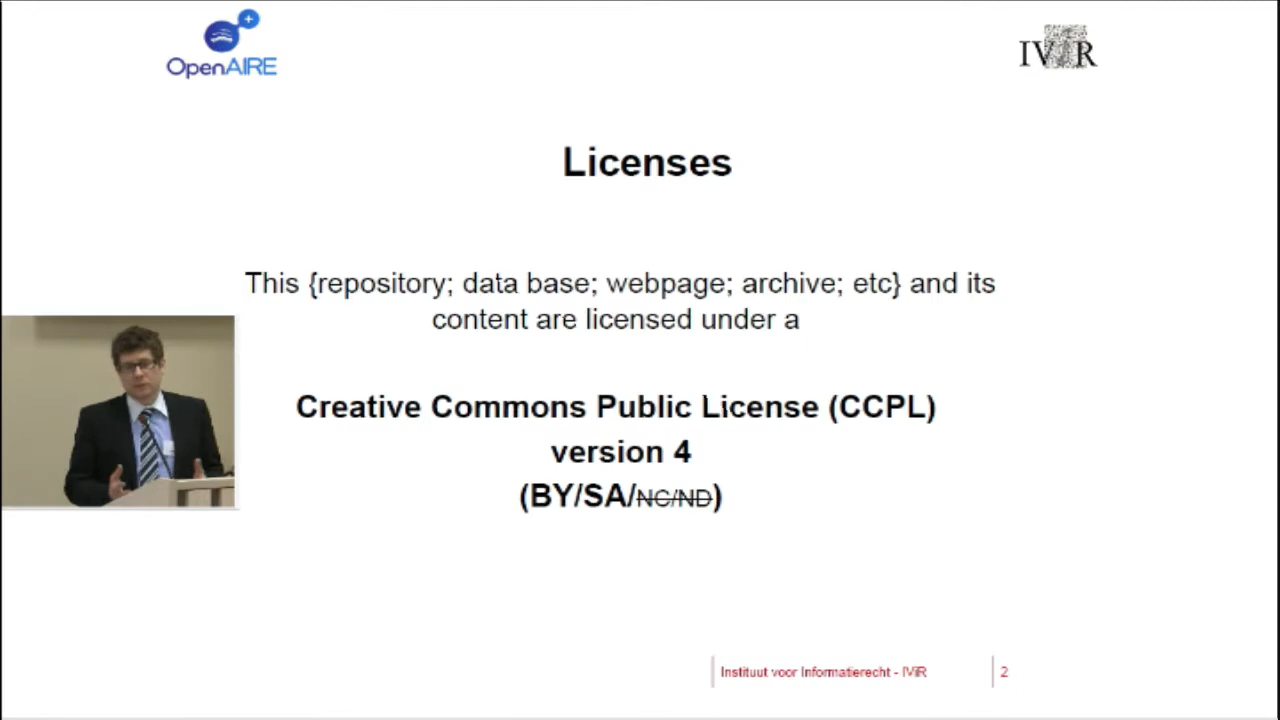 OpenAIRE
IViR
Licenses
This {repository; data base; webpage; archive; etc} and its
content are licensed under a
Creative Commons Public License (CCPL)
version 4
(BY/SA/NC/ND)
Instituut voor Informatierecht - IViR
2